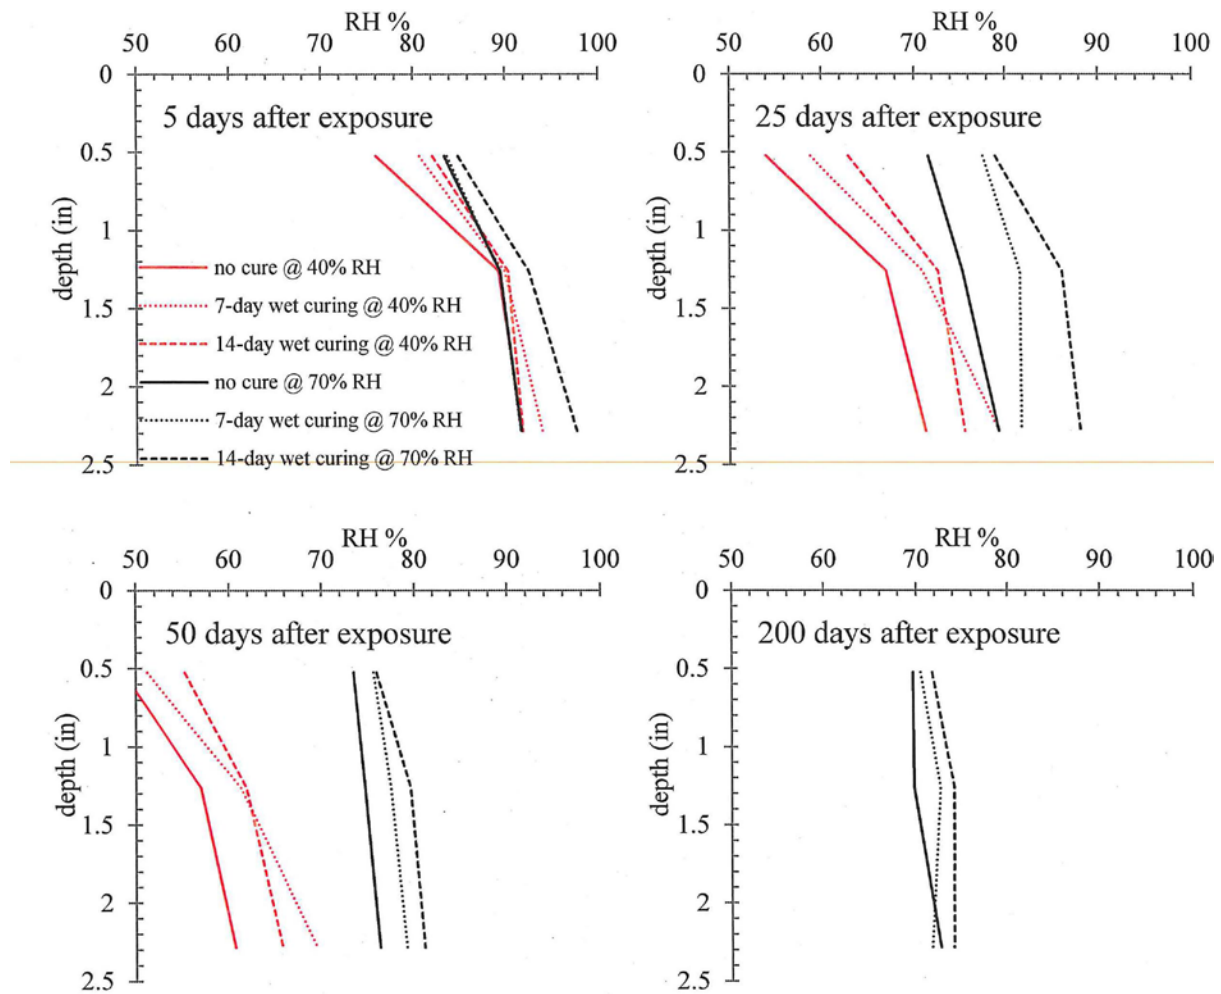 RH %
50 60 70 80 90 100
0
5 days after exposure
0.5
1
depth (in)
no cure @ 40% RH
7-day wet curing @ 40% RH
1.5
14-day wet curing @ 40% RH
no cure @ 70% RH
2
7-day wet curing @ 70% RH
14-day wet curing @ 70% RH
2.5
RH %
50 60 70 80 90 100
0
25 days after exposure
0.5
1
depth (in)
1.5
2
2.5
RH %
50 60 70 80 90 100
0
50 days after exposure
0.5
1
depth (in)
1.5
2
2.5
RH %
50 60 70 80 90 100
0
200 days after exposure
0.5
1
depth (in)
1.5
2
2.5